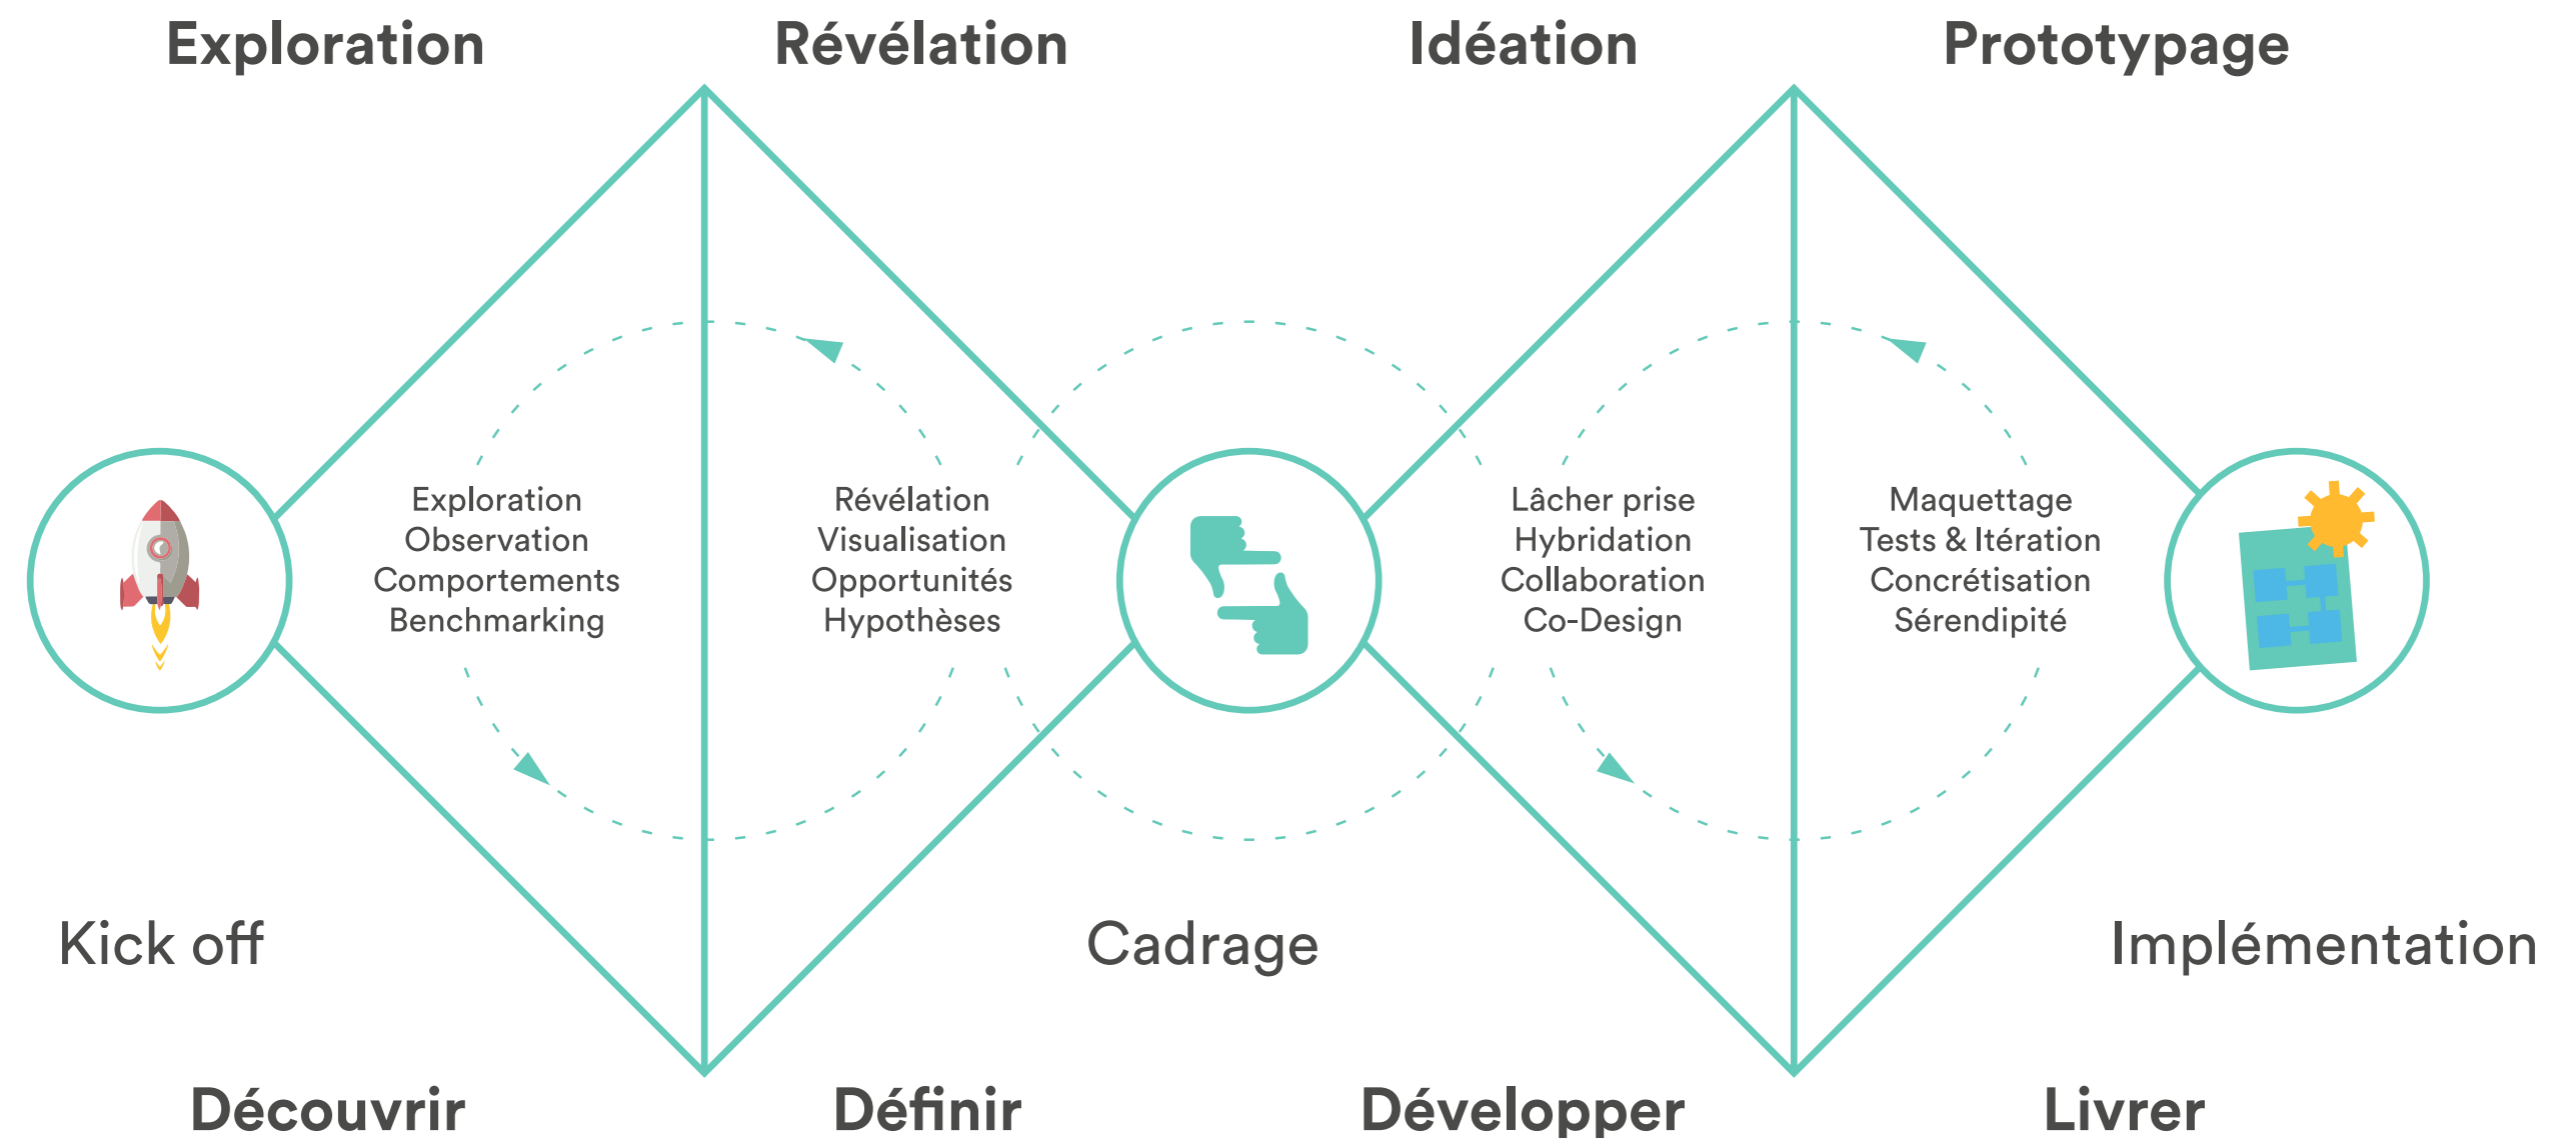 Exploration
Révélation
Idéation
Prototypage
Exploration
Observation
Comportements
Benchmarking
Révélation
Visualisation
Opportunités
Hypothèses
Lâcher prise
Hybridation
Collaboration
Co-Design
Maquettage
Tests & Itération
Concrétisation
Sérendipité
Kick off
Cadrage
Implémentation
Découvrir
Définir
Développer
Livrer